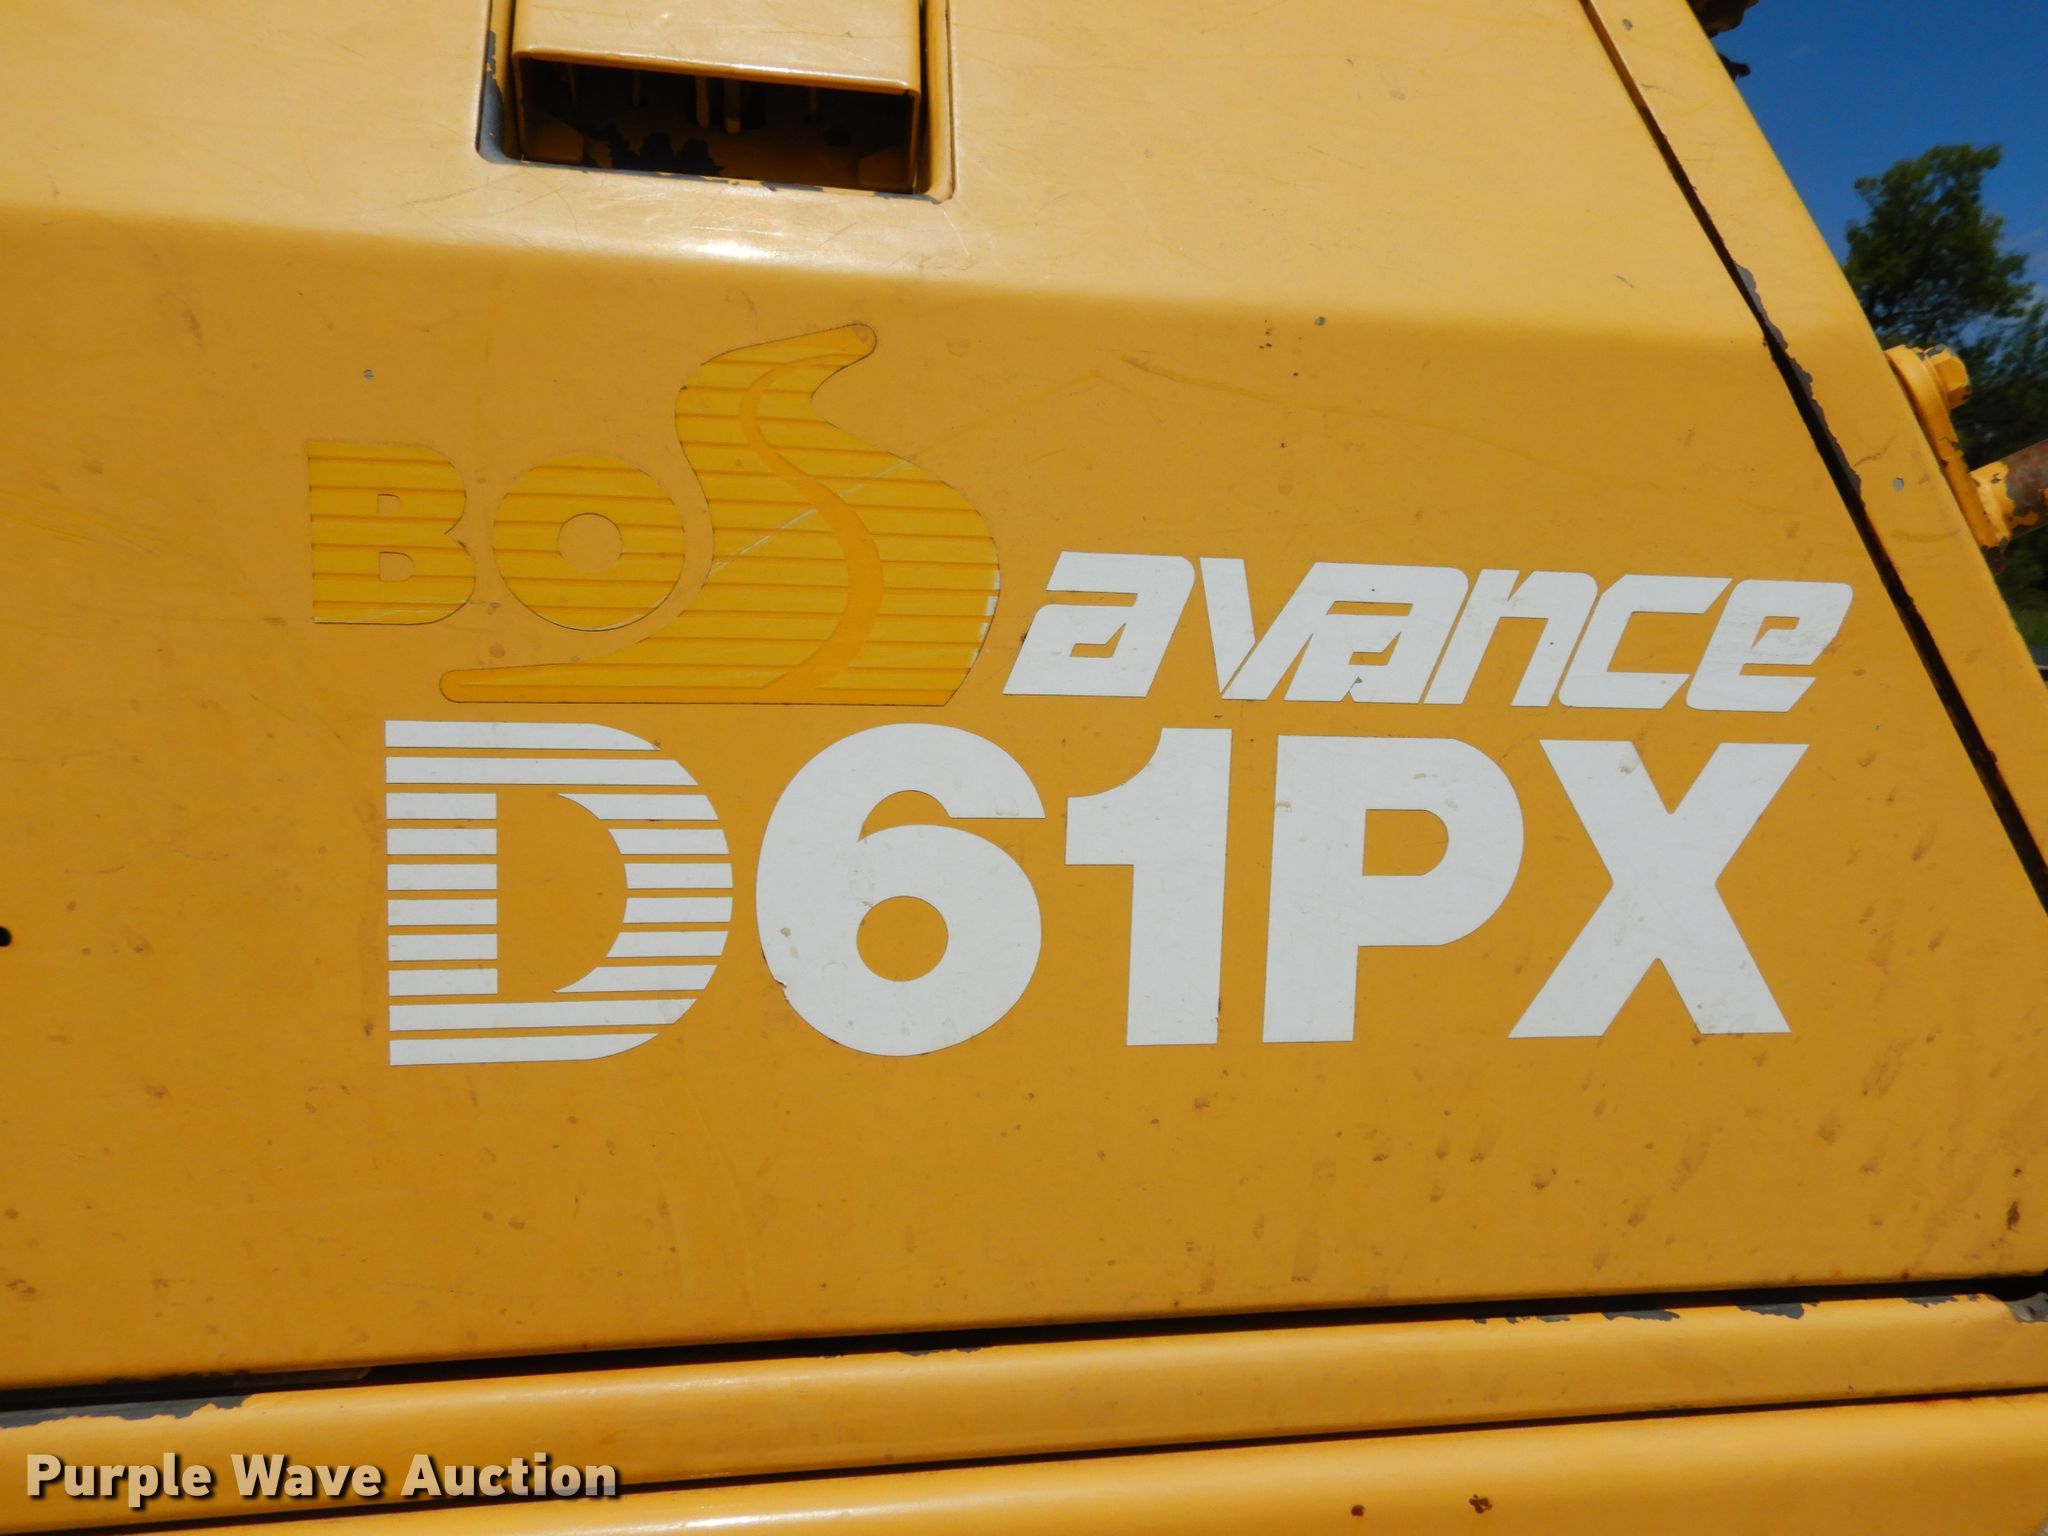 BOSS avance
D61PX
Purple Wave Auction